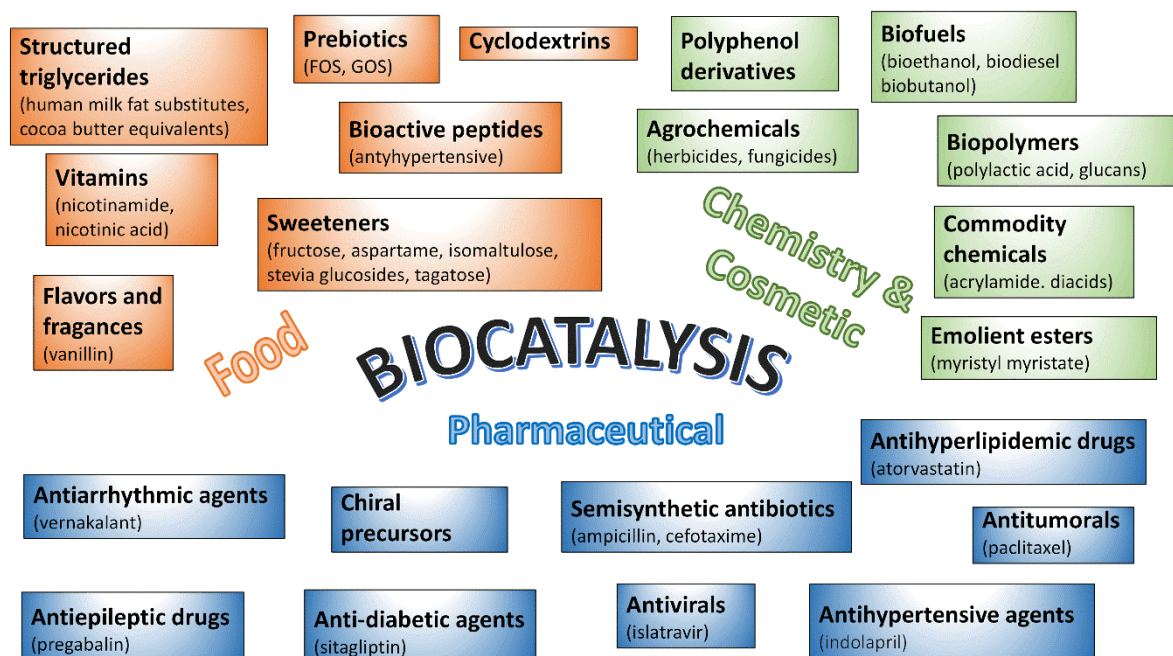 Structured
triglycerides
(human milk fat substitutes,
cocoa butter equivalents)
Prebiotics
(FOS, GOS)
Cyclodextrins
Polyphenol
derivatives
Biofuels
(bioethanol, biodiesel
biobutanol)
Bioactive peptides
(antyhypertensive)
Agrochemicals
(herbicides, fungicides)
Biopolymers
(polylactic acid, glucans)
Vitamins
(nicotinamide,
nicotinic acid)
Sweeteners
(fructose, aspartame, isomaltulose,
stevia glucosides, tagatose)
Chemistry &
Cosmetic
Commodity
chemicals
(acrylamide. diacids)
Flavors and
fragances
(vanillin)
Food
BIOCATALYSIS
Emolient esters
(myristyl myristate)
Pharmaceutical
Antihyperlipidemic drugs
(atorvastatin)
Antiarrhythmic agents
(vernakalant)
Chiral
precursors
Semisynthetic antibiotics
(ampicillin, cefotaxime)
Antitumorals
(paclitaxel)
Antiepileptic drugs
(pregabalin)
Anti-diabetic agents
(sitagliptin)
Antivirals
(islatravir)
Antihypertensive agents
(indolapril)